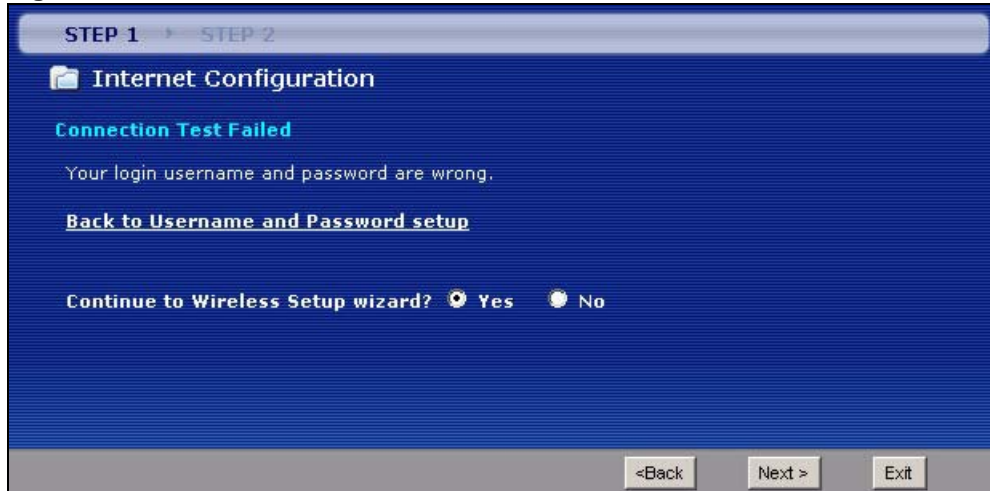 STEP 1 STEP 2
Internet Configuration
Connection Test Failed
Your login username and password are wrong.
Back to Username and Password setup
Continue to Wireless Setup wizard? Yes No
<Back Next > Exit